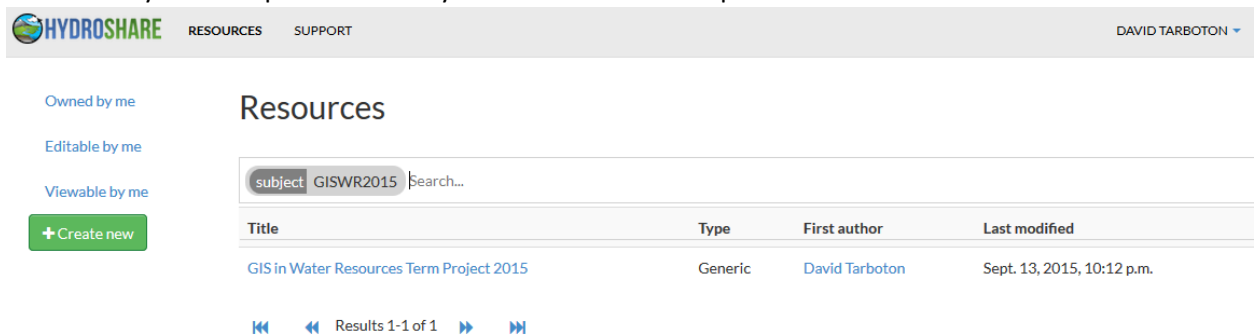 HYDROSHARE RESOURCES SUPPORT DAVID TARBOTON
Owned by me
Editable by me
Viewable by me
+ Create new
Resources
subject GISWR2015 Search...
Title Type First author Last modified
GIS in Water Resources Term Project 2015 Generic David Tarboton Sept. 13, 2015, 10:12 p.m.
Results 1-1 of 1